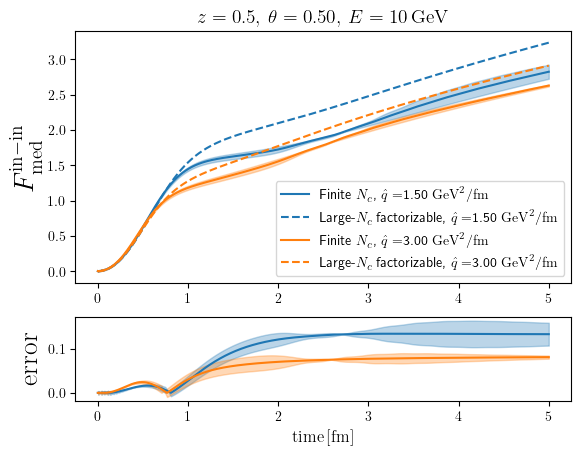 z = 0.5, θ = 0.50, E = 10 GeV
F^{in−in}_{med}
3.0
2.5
2.0
1.5
1.0
0.5
0.0
Finite N_c, q̂ =1.50 GeV²/fm
Large-N_c factorizable, q̂ =1.50 GeV²/fm
Finite N_c, q̂ =3.00 GeV²/fm
Large-N_c factorizable, q̂ =3.00 GeV²/fm
0 1 2 3 4 5
error
0.1
0.0
0 1 2 3 4 5
time [fm]